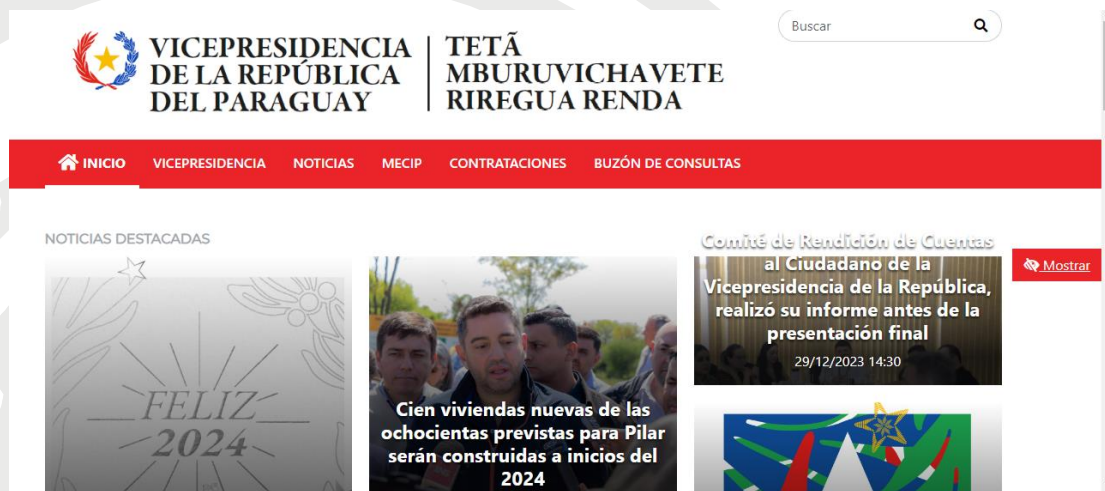 Buscar
VICEPRESIDENCIA
DE LA REPÚBLICA
DEL PARAGUAY
TETÃ
MBURUVICHAVETE
RIREGUA RENDA
INICIO VICEPRESIDENCIA NOTICIAS MECIP CONTRATACIONES BUZÓN DE CONSULTAS
NOTICIAS DESTACADAS
FELIZ
2024
Cien viviendas nuevas de las
ochocientas previstas para Pilar
serán construidas a inicios del
2024
Comité de Rendición de Cuentas
al Ciudadano de la
Vicepresidencia de la República,
realizó su informe antes de la
presentación final
29/12/2023 14:30
Mostrar